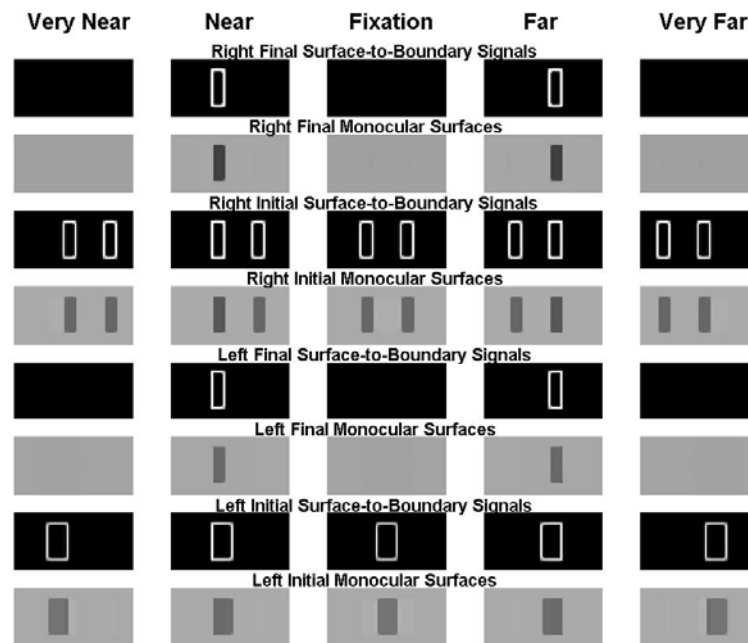 Very Near Near Fixation Far Very Far
Right Final Surface-to-Boundary Signals
Right Final Monocular Surfaces
Right Initial Surface-to-Boundary Signals
Right Initial Monocular Surfaces
Left Final Surface-to-Boundary Signals
Left Final Monocular Surfaces
Left Initial Surface-to-Boundary Signals
Left Initial Monocular Surfaces